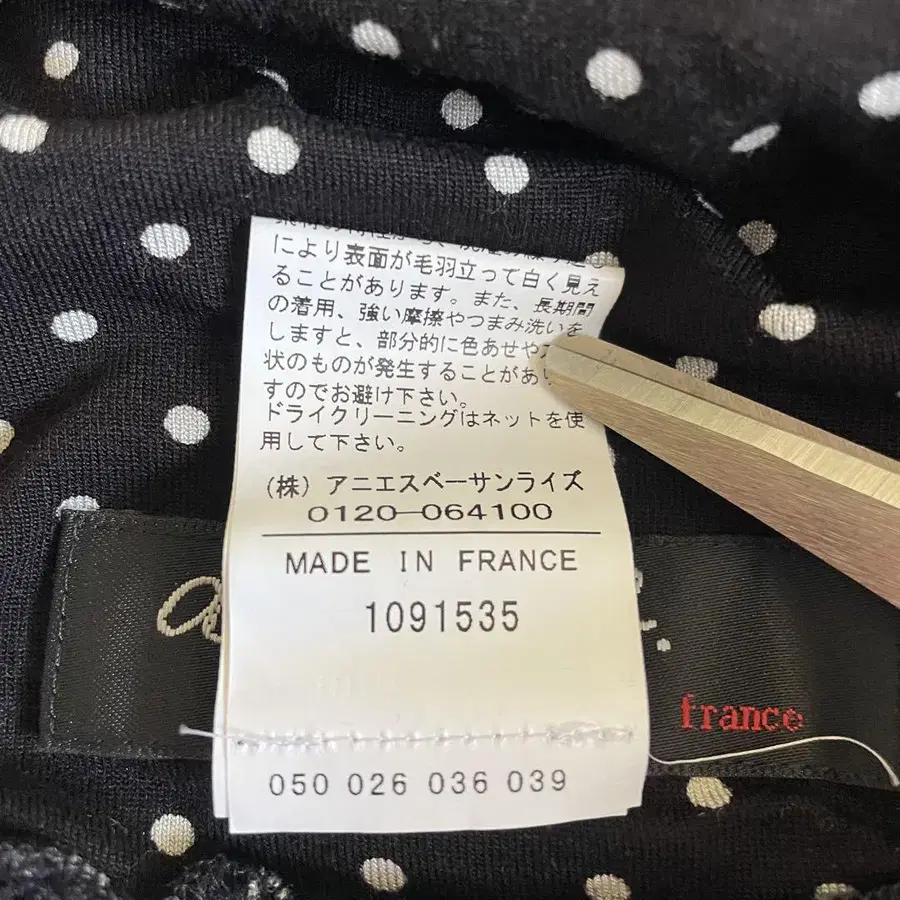 により表面が毛羽立って白く見え
ることがあります。また、長期間
の着用、強い摩擦やつまみ洗いを
しますと、部分的に色あせや
状のものが発生することがあ
すのでお避け下さい。
ドライクリーニングはネットを使
用して下さい。
(株) アニエスベーサンライズ
0120-064100
MADE IN FRANCE
1091535
france
050 026 036 039